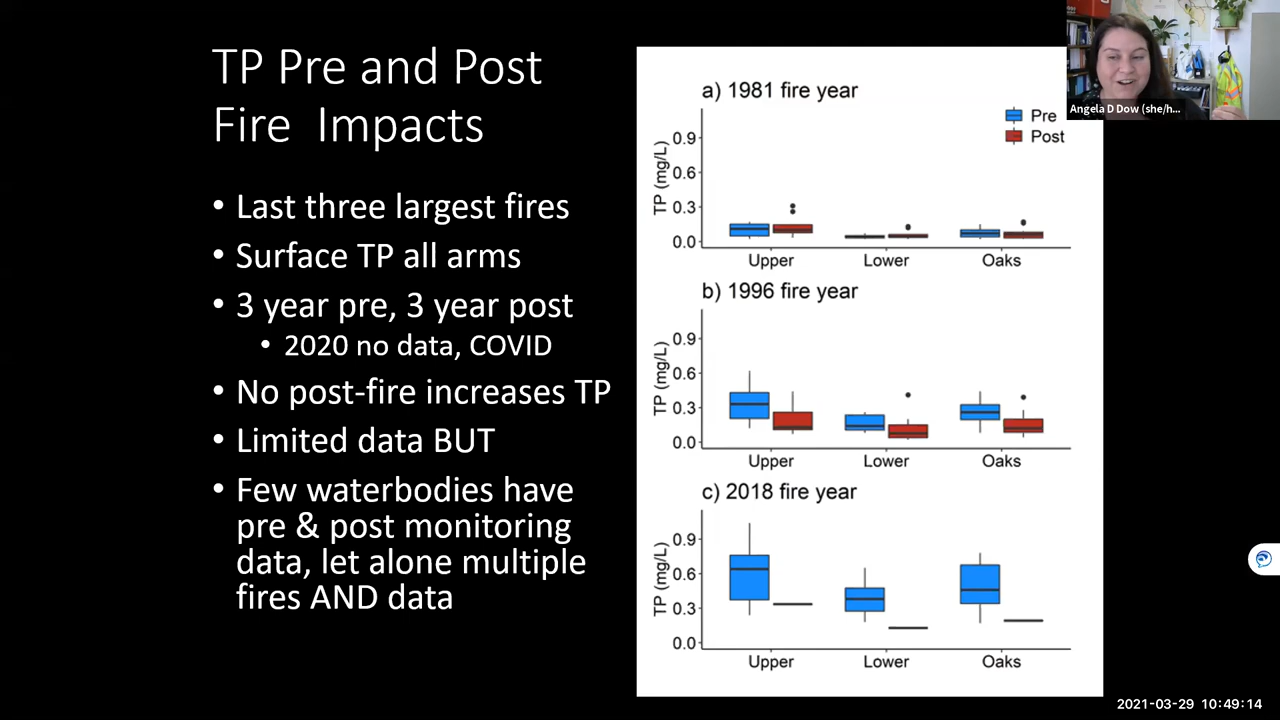 TP Pre and Post
Fire Impacts
• Last three largest fires
• Surface TP all arms
• 3 year pre, 3 year post
• 2020 no data, COVID
• No post-fire increases TP
• Limited data BUT
• Few waterbodies have
pre & post monitoring
data, let alone multiple
fires AND data
a) 1981 fire year
Pre
Post
TP (mg/L)
0.9
0.6
0.3
0.0
Upper Lower Oaks
b) 1996 fire year
TP (mg/L)
0.9
0.6
0.3
0.0
Upper Lower Oaks
c) 2018 fire year
TP (mg/L)
0.9
0.6
0.3
0.0
Upper Lower Oaks
Angela D Dow (she/h...
2021-03-29 10:49:14